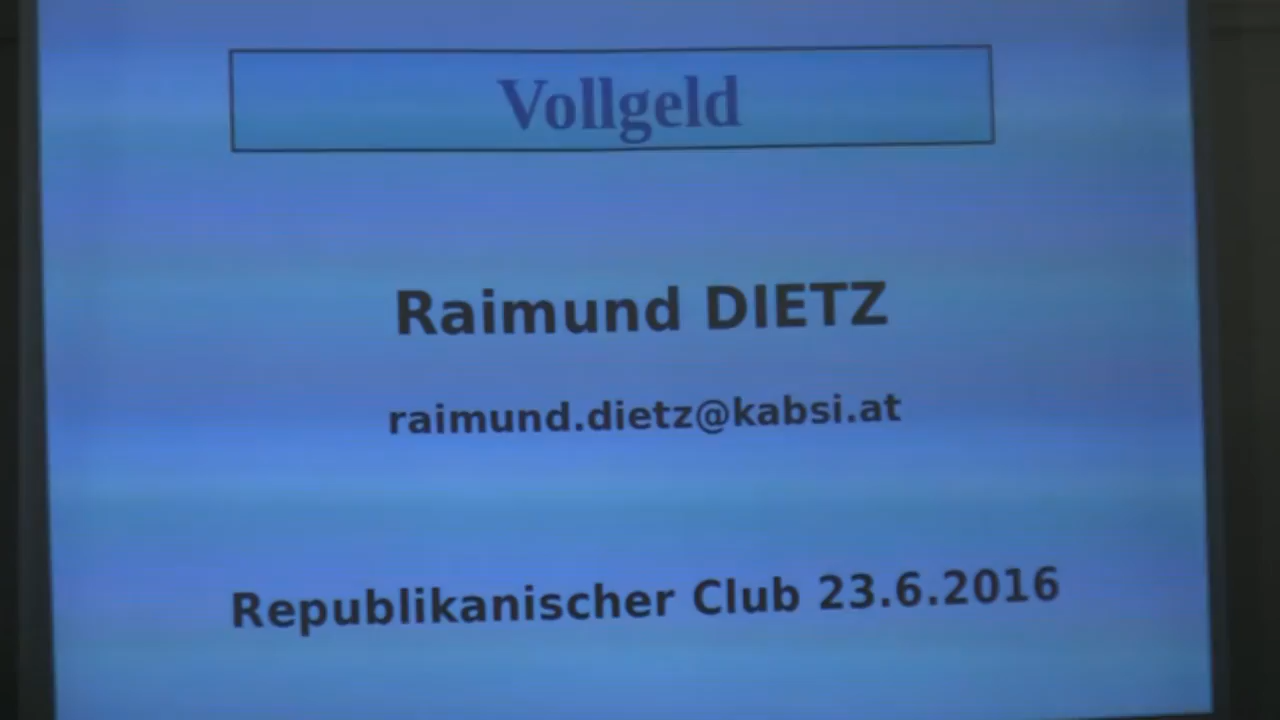 Vollgeld
Raimund DIETZ
raimund.dietz@kabsi.at
Republikanischer Club 23.6.2016